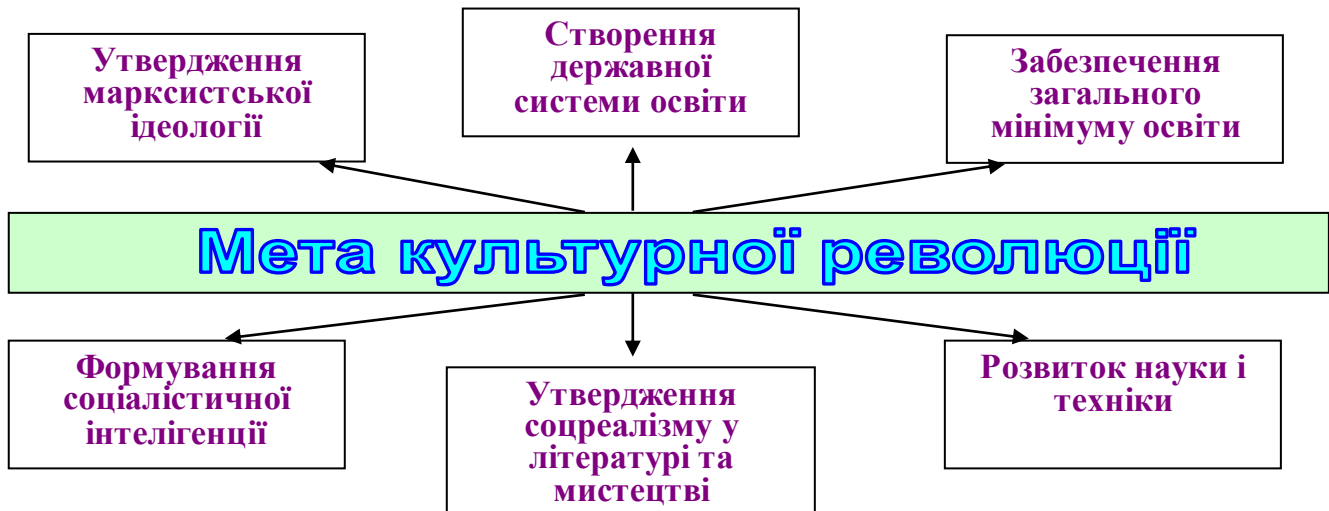 Утвердження
марксистської
ідеології
Створення
державної
системи освіти
Забезпечення
загального
мінімуму освіти
Мета культурної революції
Формування
соціалістичної
інтелігенції
Утвердження
соцреалізму у
літературі та
мистецтві
Розвиток науки і
техніки